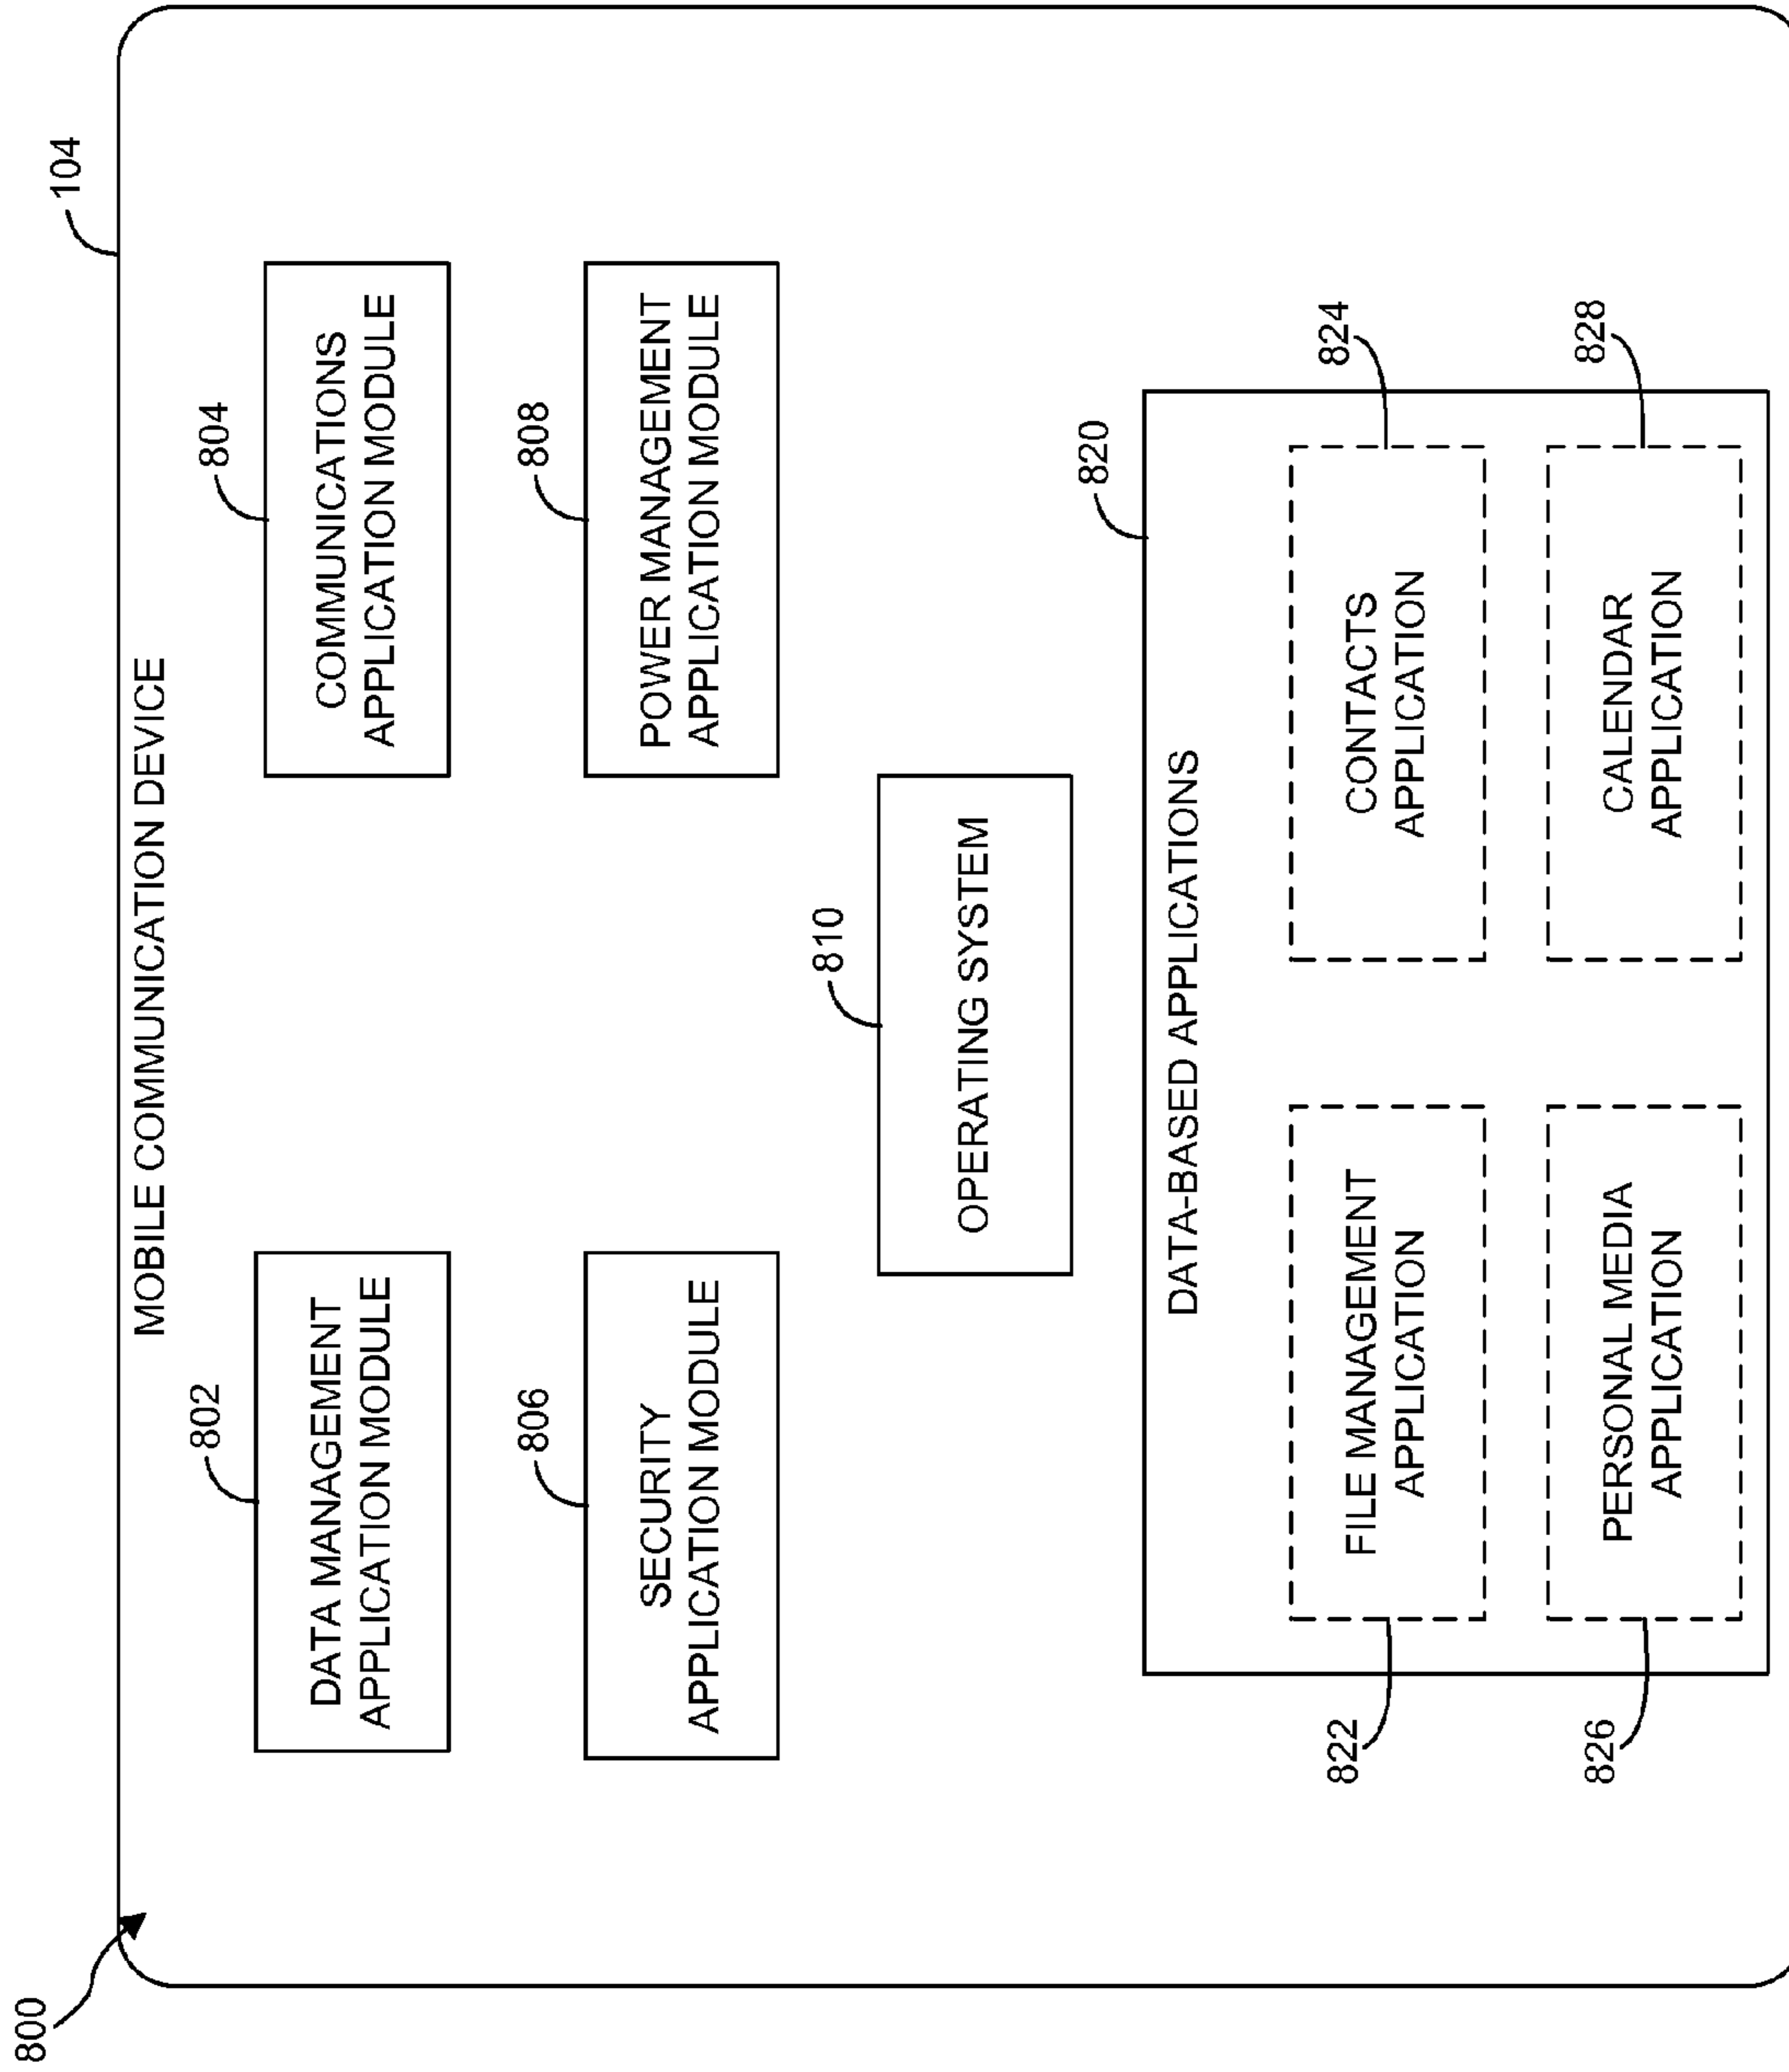 800
104
MOBILE COMMUNICATION DEVICE
802
DATA MANAGEMENT
APPLICATION MODULE
804
COMMUNICATIONS
APPLICATION MODULE
806
SECURITY
APPLICATION MODULE
808
POWER MANAGEMENT
APPLICATION MODULE
810
OPERATING SYSTEM
820
DATA-BASED APPLICATIONS
822
FILE MANAGEMENT
APPLICATION
824
CONTACTS
APPLICATION
826
PERSONAL MEDIA
APPLICATION
828
CALENDAR
APPLICATION